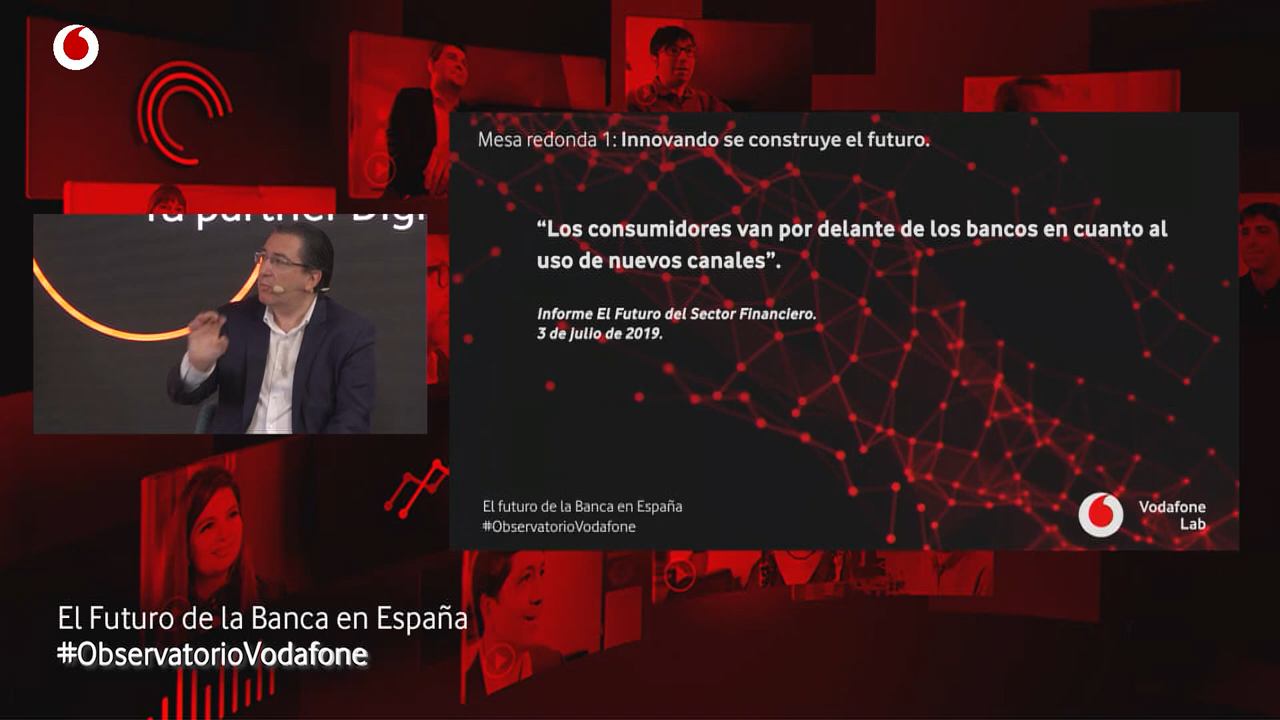 Mesa redonda 1: Innovando se construye el futuro.
partner
“Los consumidores van por delante de los bancos en cuanto al
uso de nuevos canales”.
Informe El Futuro del Sector Financiero.
3 de julio de 2019.
El futuro de la Banca en España
#ObservatorioVodafone
Vodafone
Lab
El Futuro de la Banca en España
#ObservatorioVodafone